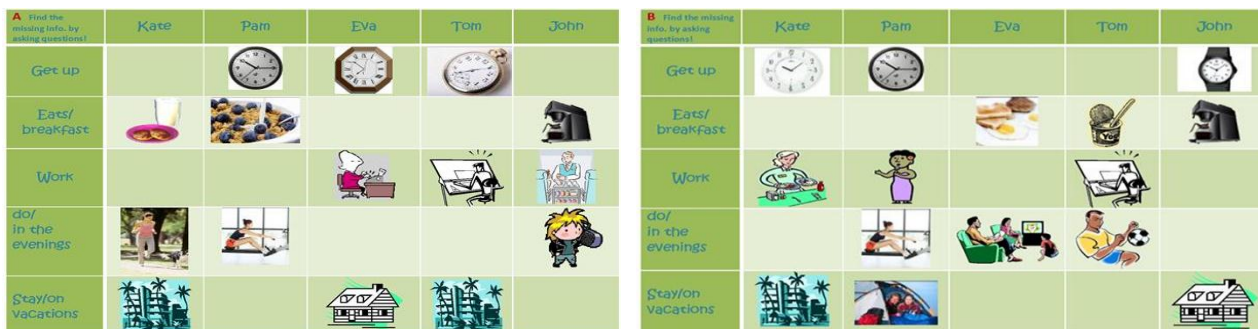 A Find the missing info. by asking questions!
Kate Pam Eva Tom John
Get up
Eats/
breakfast
Work
do/
in the
evenings
Stay/on
vacations
B Find the missing info. by asking questions!
Kate Pam Eva Tom John
Get up
Eats/
breakfast
Work
do/
in the
evenings
Stay/on
vacations